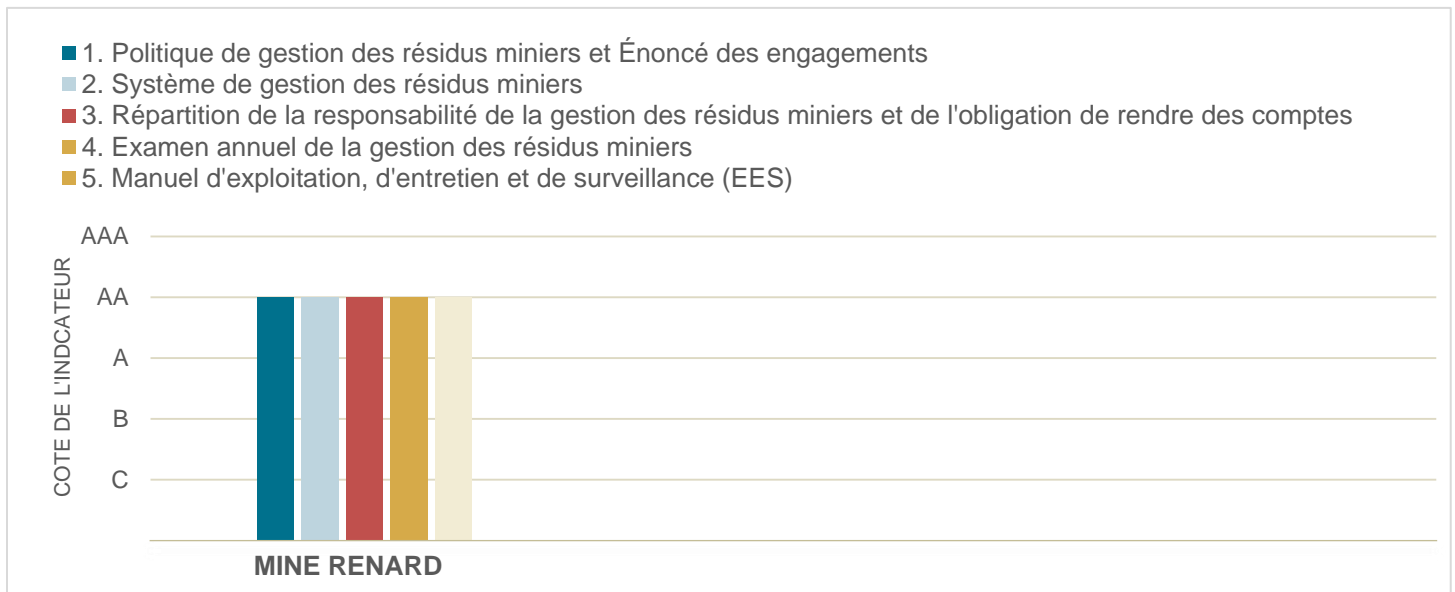 1. Politique de gestion des résidus miniers et Énoncé des engagements
2. Système de gestion des résidus miniers
3. Répartition de la responsabilité de la gestion des résidus miniers et de l'obligation de rendre des comptes
4. Examen annuel de la gestion des résidus miniers
5. Manuel d'exploitation, d'entretien et de surveillance (EES)
COTE DE L'INDCATEUR
AAA
AA
A
B
C
MINE RENARD